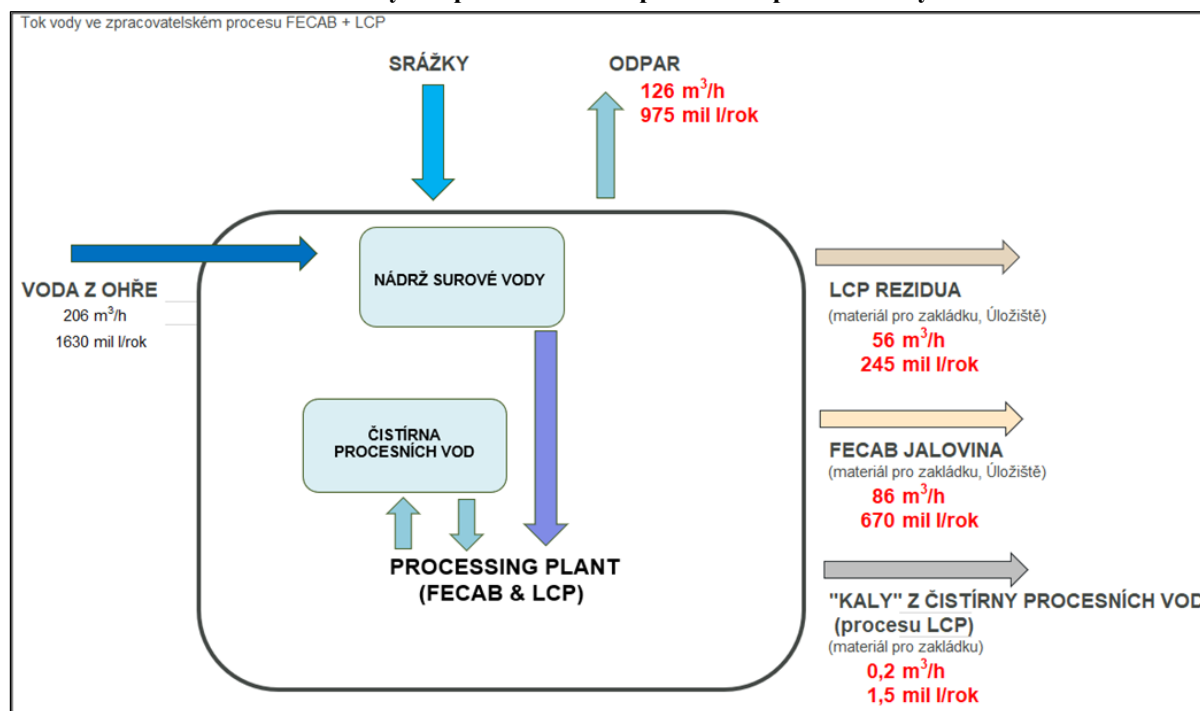 Tok vody ve zpracovatelském procesu FECAB + LCP
SRÁŽKY
ODPAR
126 m³/h
975 mil l/rok
VODA Z OHŘE
206 m³/h
1630 mil l/rok
NÁDRŽ SUROVÉ VODY
ČISTÍRNA
PROCESNÍCH VOD
PROCESSING PLANT
(FECAB & LCP)
LCP REZIDUA
(materiál pro zakládku, Úložiště)
56 m³/h
245 mil l/rok
FECAB JALOVINA
(materiál pro zakládku, Úložiště)
86 m³/h
670 mil l/rok
"KALY" Z ČISTÍRNY PROCESNÍCH VOD
(procesu LCP)
(materiál pro zakládku)
0,2 m³/h
1,5 mil l/rok